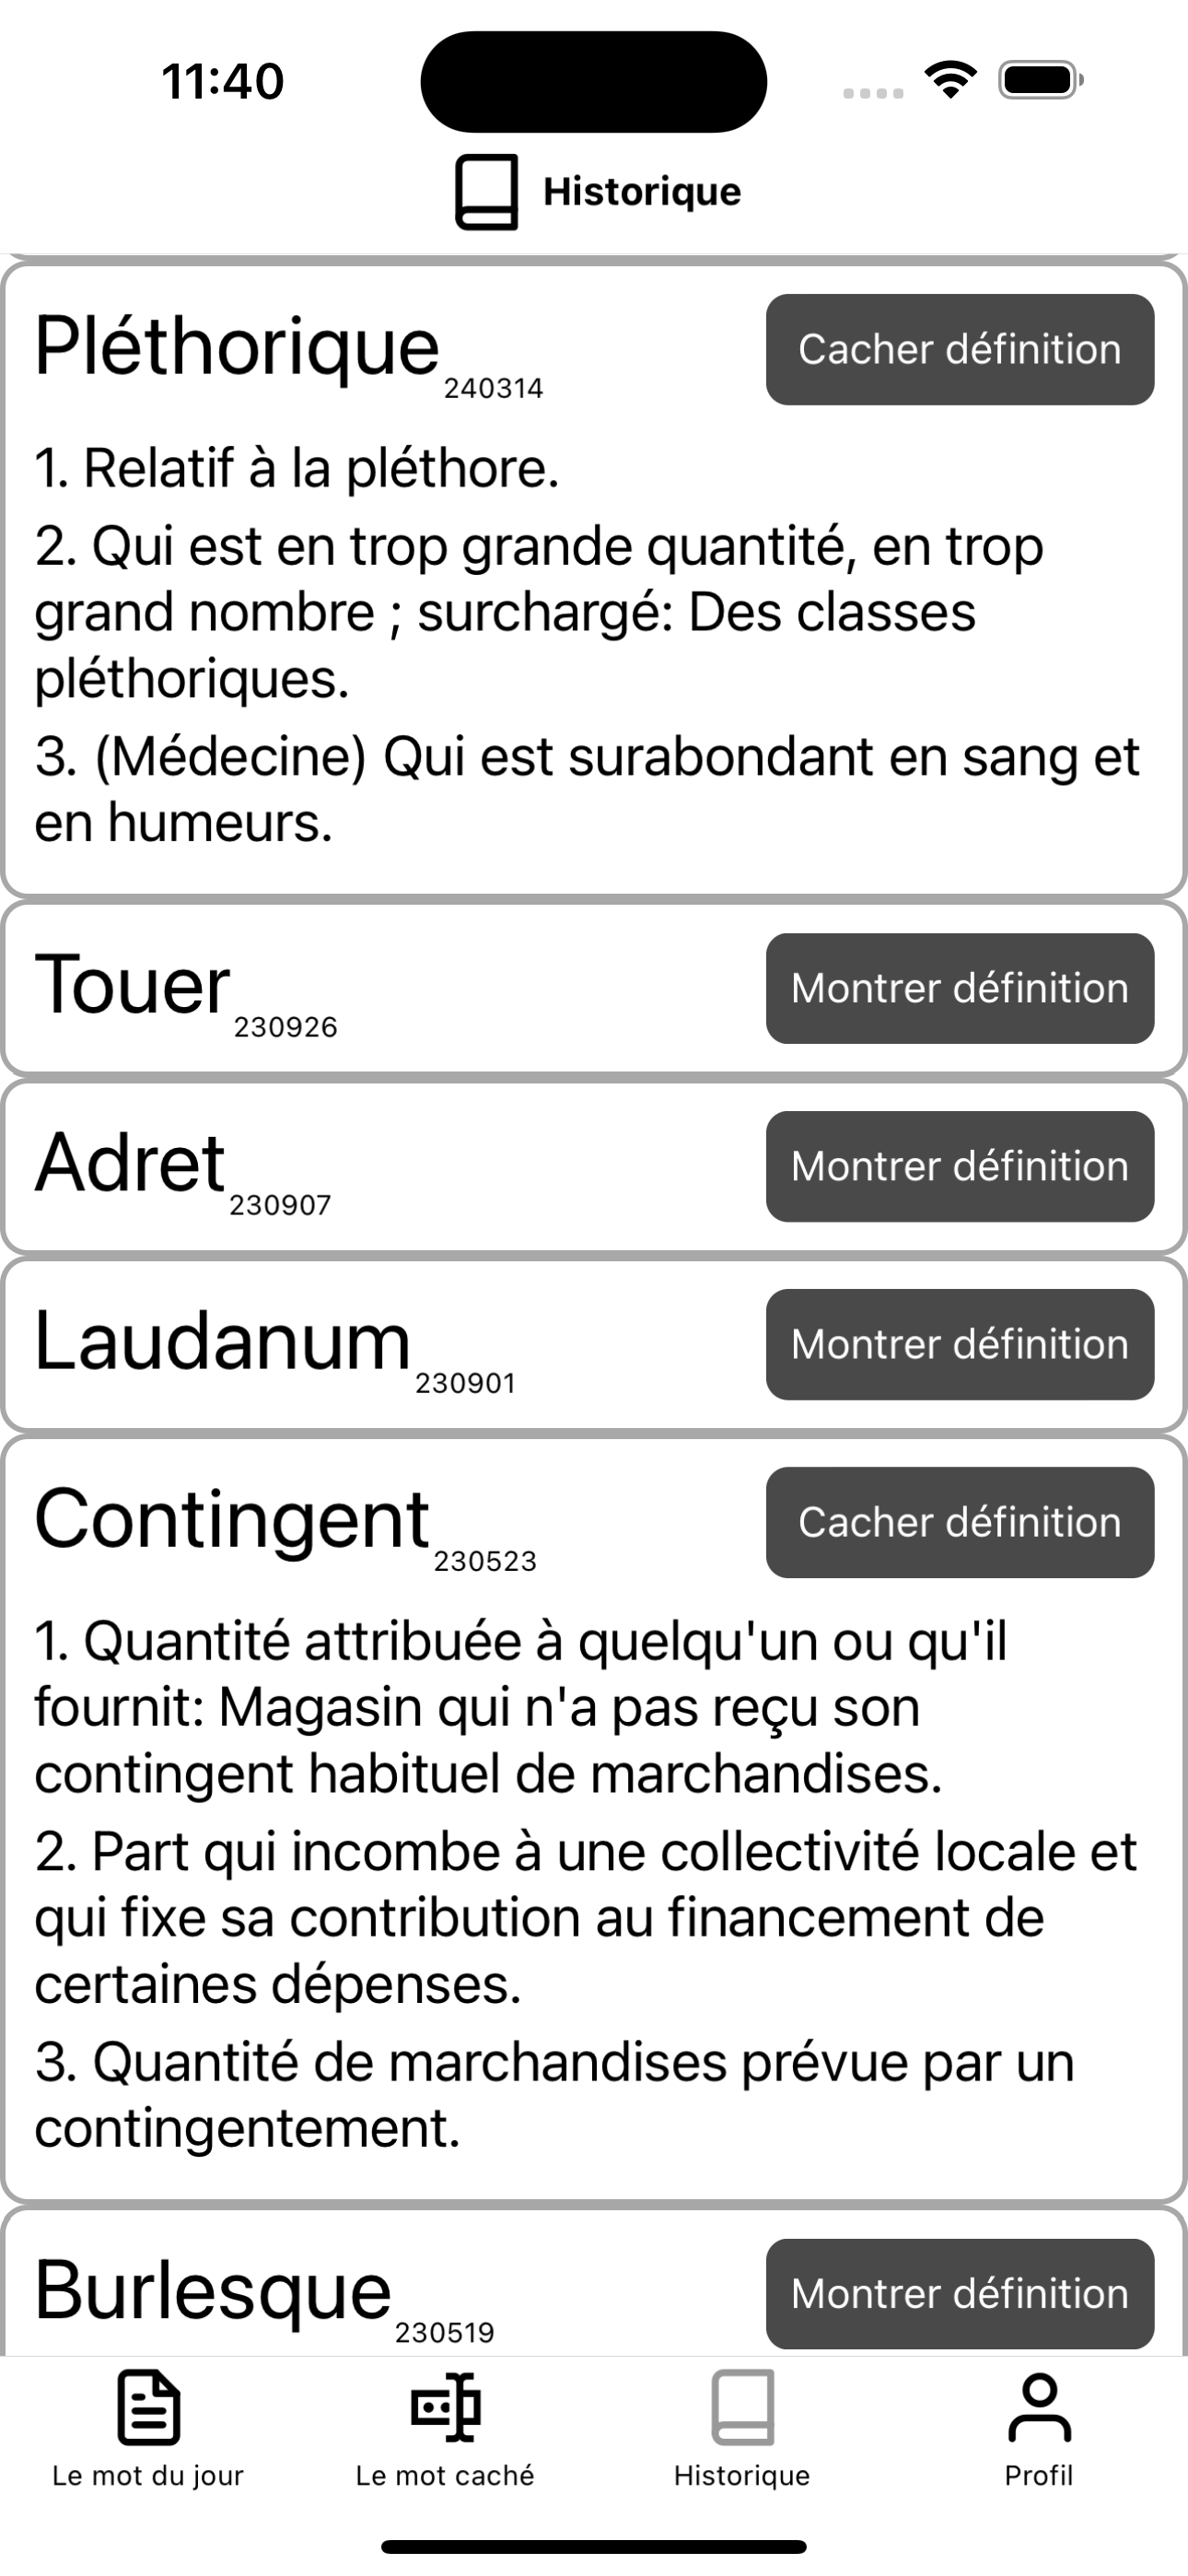 11:40
Historique
Pléthorique 240314
Cacher définition
1. Relatif à la pléthore.
2. Qui est en trop grande quantité, en trop
grand nombre ; surchargé: Des classes
pléthoriques.
3. (Médecine) Qui est surabondant en sang et
en humeurs.
Touer 230926
Montrer définition
Adret 230907
Montrer définition
Laudanum 230901
Montrer définition
Contingent 230523
Cacher définition
1. Quantité attribuée à quelqu'un ou qu'il
fournit: Magasin qui n'a pas reçu son
contingent habituel de marchandises.
2. Part qui incombe à une collectivité locale et
qui fixe sa contribution au financement de
certaines dépenses.
3. Quantité de marchandises prévue par un
contingentement.
Burlesque 230519
Montrer définition
Le mot du jour
Le mot caché
Historique
Profil